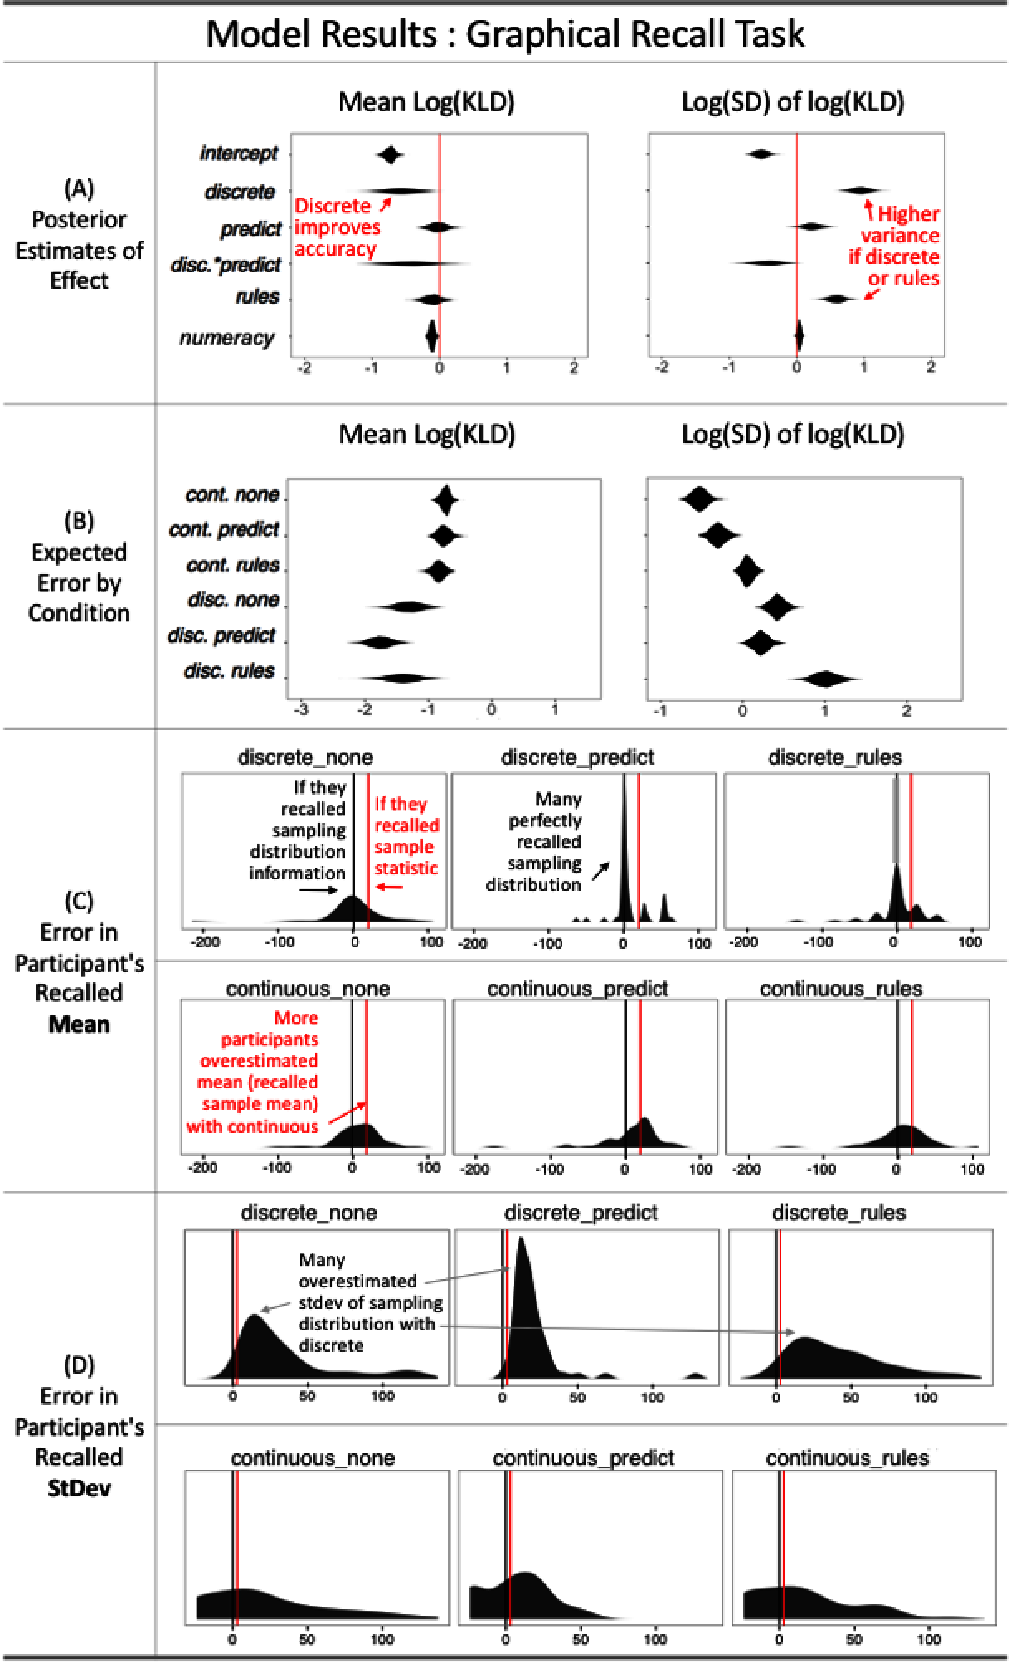 Model Results : Graphical Recall Task
(A)
Posterior
Estimates of
Effect
Mean Log(KLD)
Log(SD) of log(KLD)
intercept
discrete
predict
disc.*predict
rules
numeracy
Discrete
improves
accuracy
Higher
variance
if discrete
or rules
-2 -1 0 1 2
-2 -1 0 1 2
(B)
Expected
Error by
Condition
Mean Log(KLD)
Log(SD) of log(KLD)
cont. none
cont. predict
cont. rules
disc. none
disc. predict
disc. rules
-3 -2 -1 0 1
-1 0 1 2
(C)
Error in
Participant's
Recalled
Mean
discrete_none
discrete_predict
discrete_rules
If they
recalled
sampling
distribution
information
If they
recalled
sample
statistic
Many
perfectly
recalled
sampling
distribution
-200 -100 0 100
-200 -100 0 100
-200 -100 0 100
continuous_none
continuous_predict
continuous_rules
More
participants
overestimated
mean (recalled
sample mean)
with continuous
-200 -100 0 100
-200 -100 0 100
-200 -100 0 100
(D)
Error in
Participant's
Recalled
StDev
discrete_none
discrete_predict
discrete_rules
Many
overestimated
stdev of sampling
distribution with
discrete
0 50 100
0 50 100
0 50 100
continuous_none
continuous_predict
continuous_rules
0 50 100
0 50 100
0 50 100